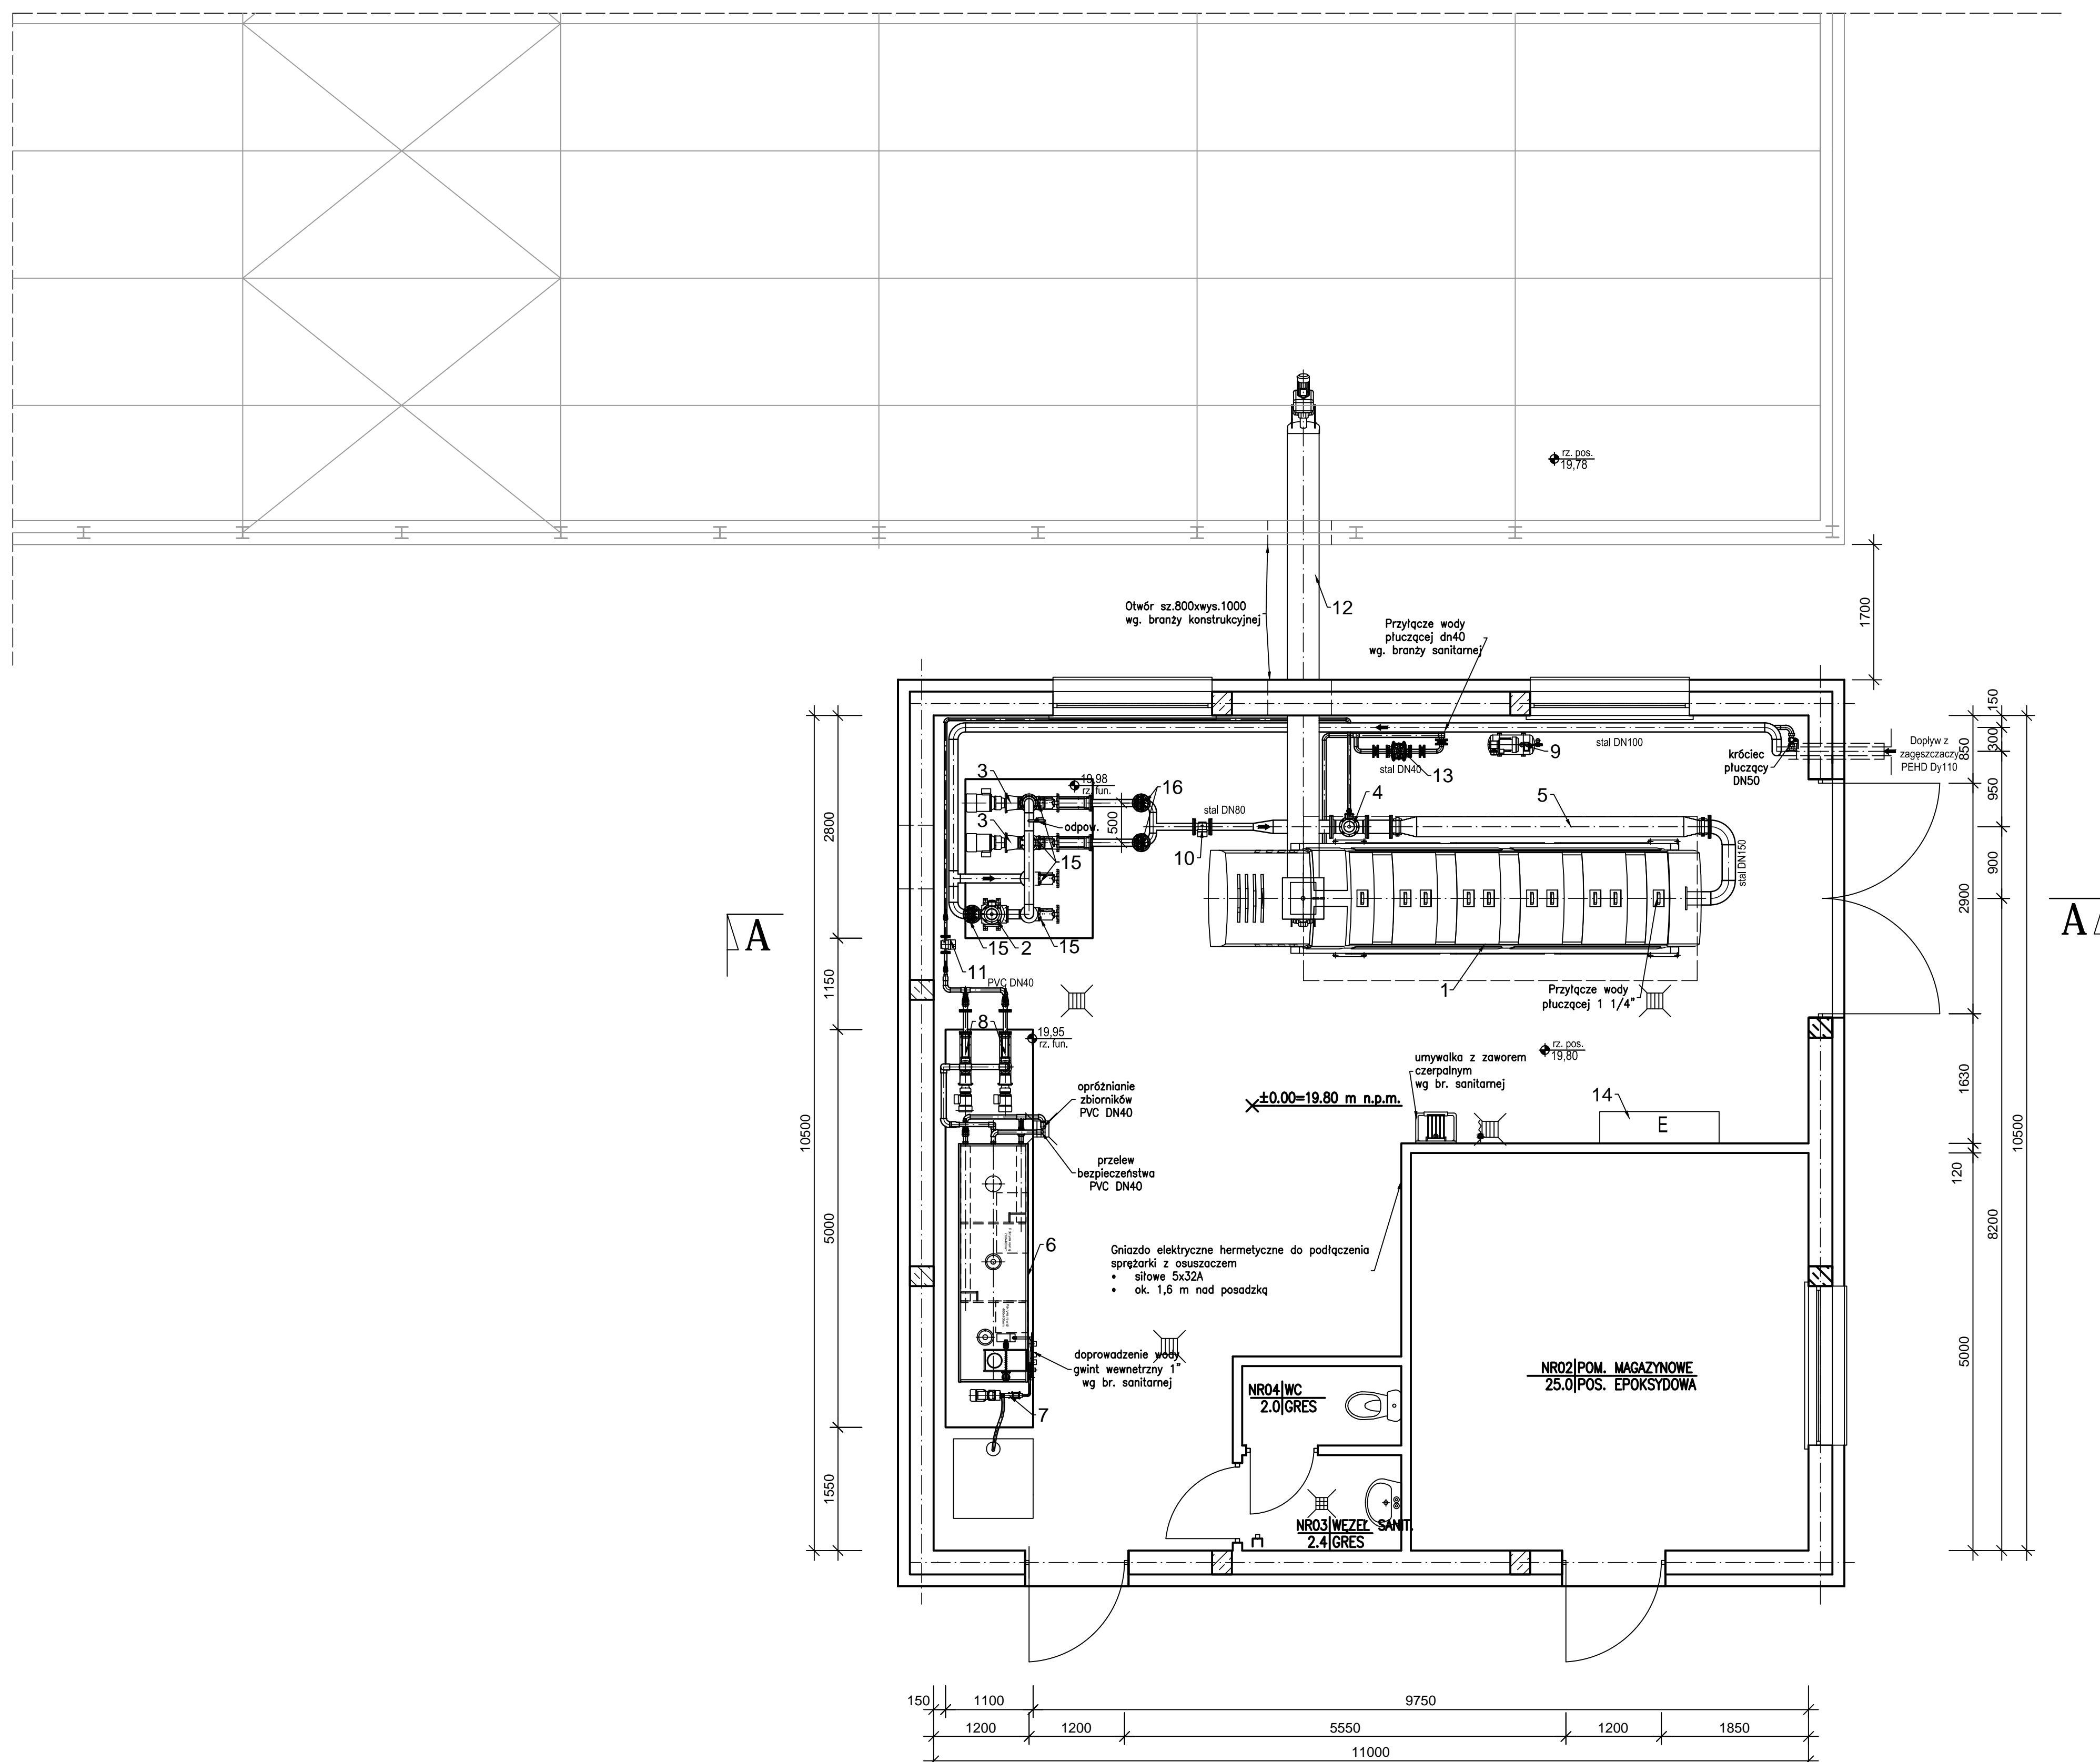 rz. pos.
19,78
1700
Otwór sz.800xwys.1000
wg. branży konstrukcyjnej
12
Przyłącze wody
płuczącej dn40
wg. branży sanitarnej
150
300
850
950
900
2900
1630
120
8200
5000
10500
10500
2800
1150
5000
1550
stal DN100
9
króciec
płuczący
DN50
Dopływ z
zagęszczaczy
PEHD Dy110
stal DN40
13
3
19,98
rz. fun.
16
stal DN80
4
5
3
odpow.
500
15
10
stal DN150
A
A
15
2
15
11
PVC DN40
1
Przyłącze wody
płuczącej 1 1/4"
8
19,95
rz. fun.
rz. pos.
19,80
umywalka z zaworem
czerpalnym
wg br. sanitarnej
opróżnianie
zbiorników
PVC DN40
±0.00=19.80 m n.p.m.
14
E
przelew
bezpieczeństwa
PVC DN40
6
Gniazdo elektryczne hermetyczne do podłączenia
sprężarki z osuszaczem
• siłowe 5x32A
• ok. 1,6 m nad posadzką
doprowadzenie wody
gwint wewnetrzny 1"
wg br. sanitarnej
7
NR04 WC
2.0 GRES
NR02 POM. MAGAZYNOWE
25.0 POS. EPOKSYDOWA
NR03 WĘZEŁ SANIT.
2.4 GRES
150
1100
9750
1200
1200
5550
1200
1850
11000